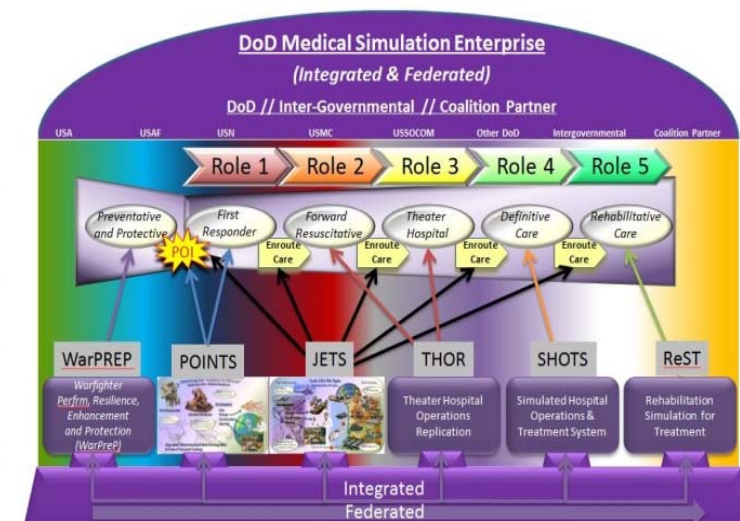 DoD Medical Simulation Enterprise
(Integrated & Federated)
DoD // Inter-Governmental // Coalition Partner
USA USAF USN USMC USSOCOM Other DoD Intergovernmental Coalition Partner
Role 1 Role 2 Role 3 Role 4 Role 5
Preventative
and Protective
First
Responder
Forward
Resuscitative
Theater
Hospital
Definitive
Care
Rehabilitative
Care
POI
Enroute
Care
Enroute
Care
Enroute
Care
Enroute
Care
WarPREP POINTS JETS THOR SHOTS ReST
Warfighter
Perfrm, Resilience,
Enhancement
and Protection
(WarPreP)
Theater Hospital
Operations
Replication
Simulated Hospital
Operations &
Treatment System
Rehabilitation
Simulation for
Treatment
Integrated
Federated